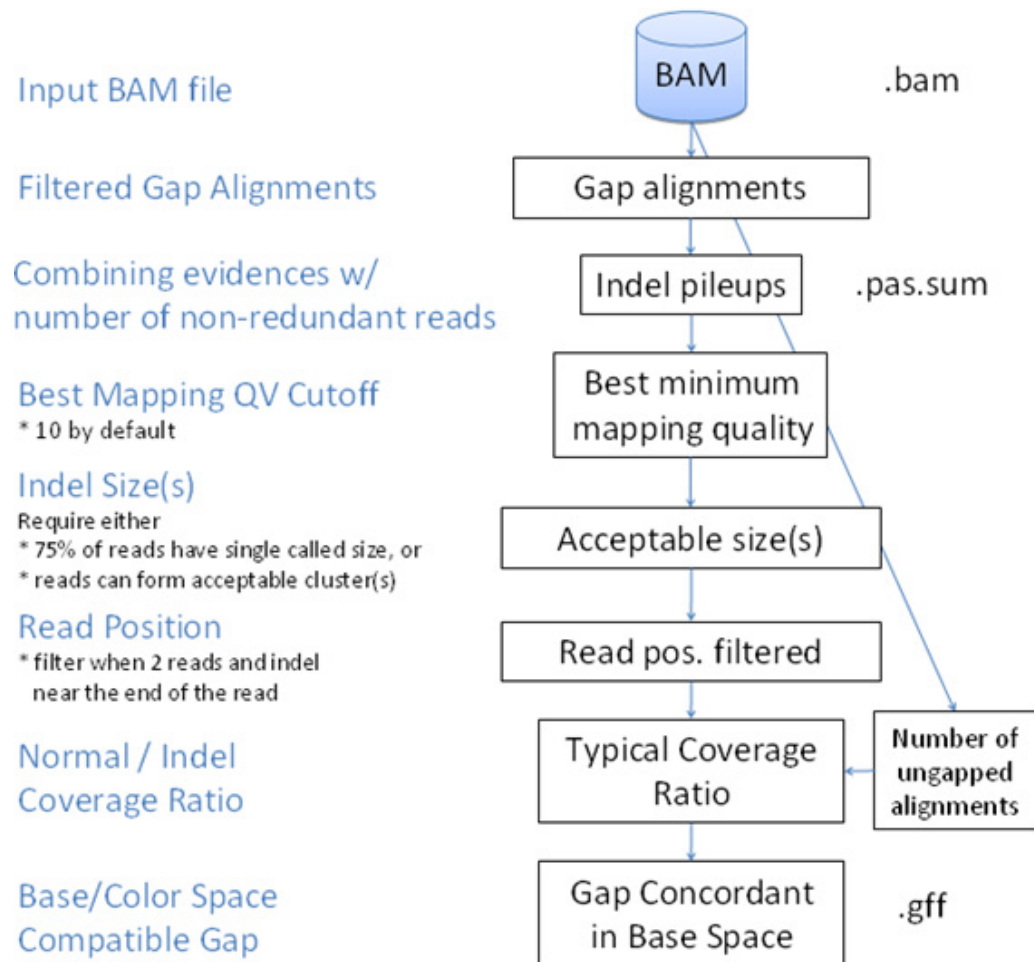 Input BAM file
BAM
.bam
Filtered Gap Alignments
Gap alignments
Combining evidences w/
number of non-redundant reads
Indel pileups
.pas.sum
Best Mapping QV Cutoff
* 10 by default
Best minimum
mapping quality
Indel Size(s)
Require either
* 75% of reads have single called size, or
* reads can form acceptable cluster(s)
Acceptable size(s)
Read Position
* filter when 2 reads and indel
near the end of the read
Read pos. filtered
Normal / Indel
Coverage Ratio
Typical Coverage
Ratio
Number of
ungapped
alignments
Base/Color Space
Compatible Gap
Gap Concordant
in Base Space
.gff